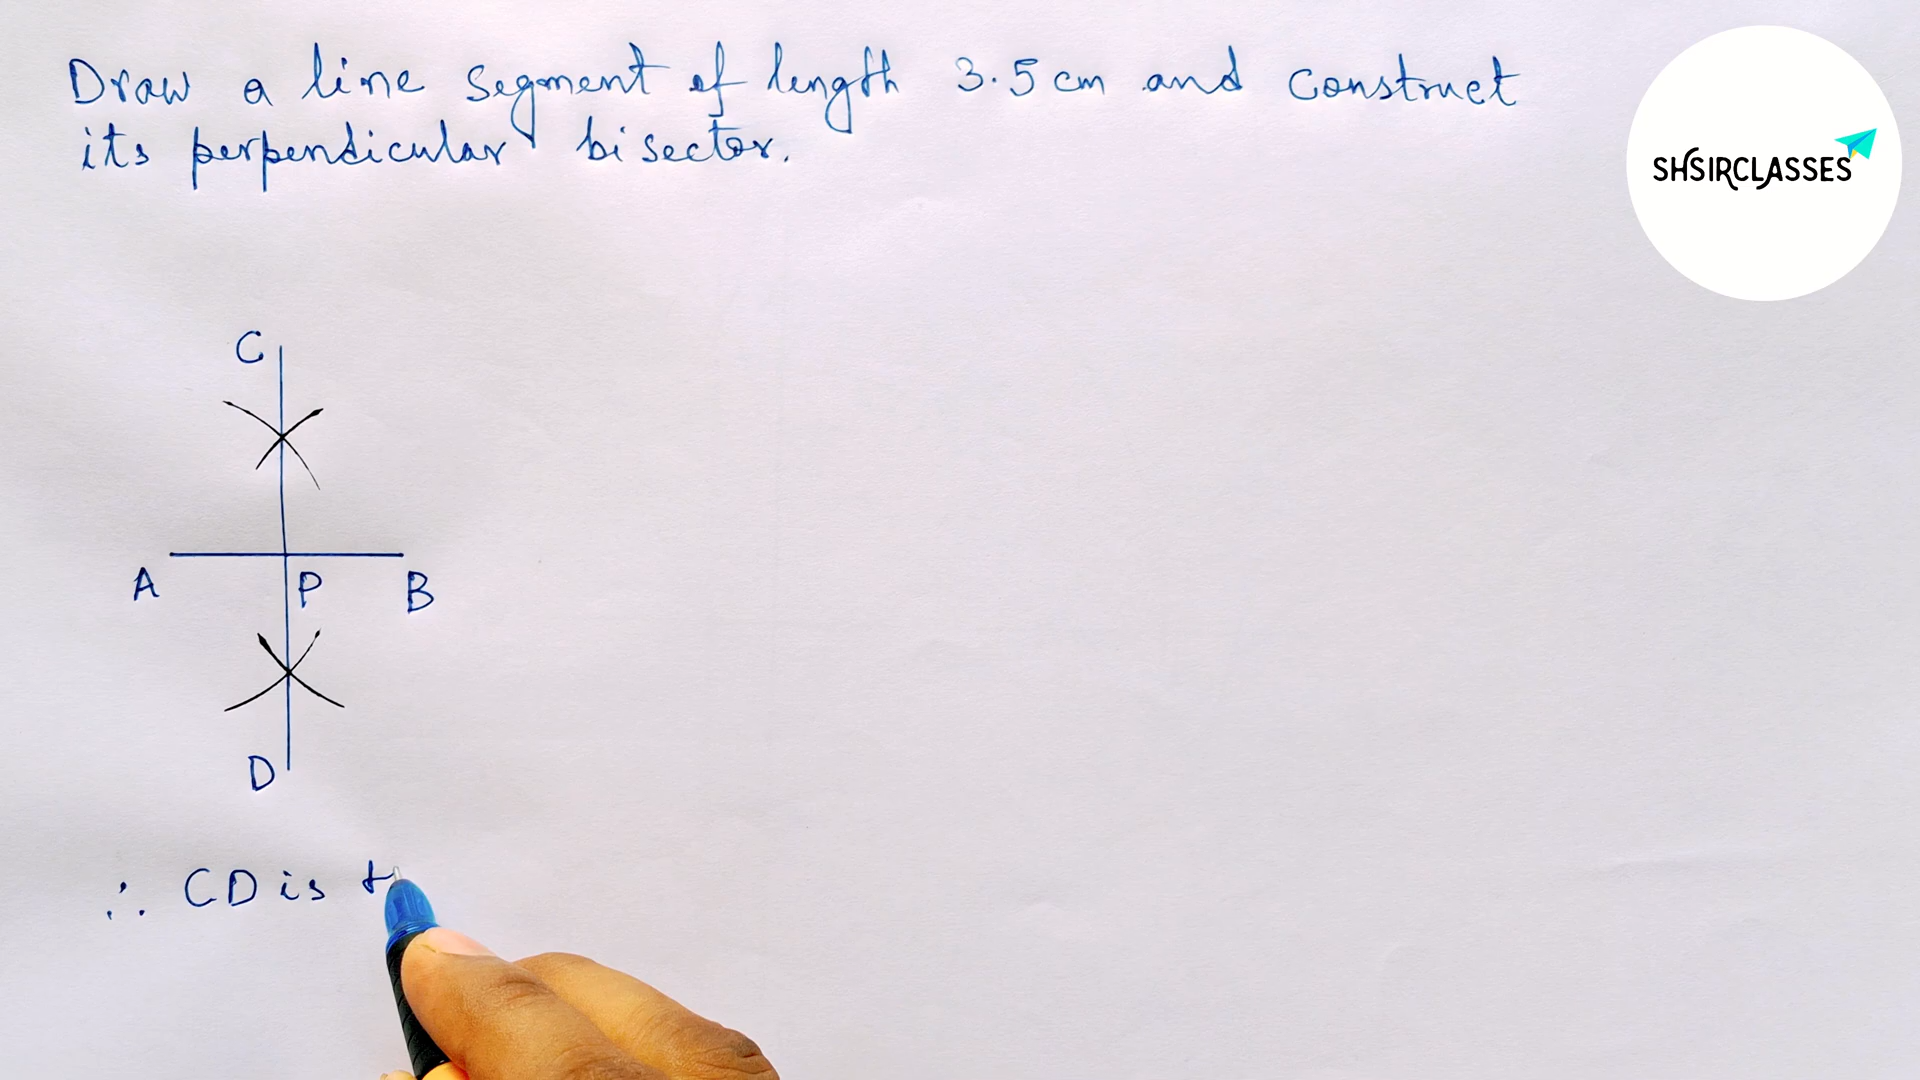 Draw a line segment of length 3.5 cm and construct
its perpendicular bisector.
SHSIRCLASSES
C
A
P
B
D
∴ CD is